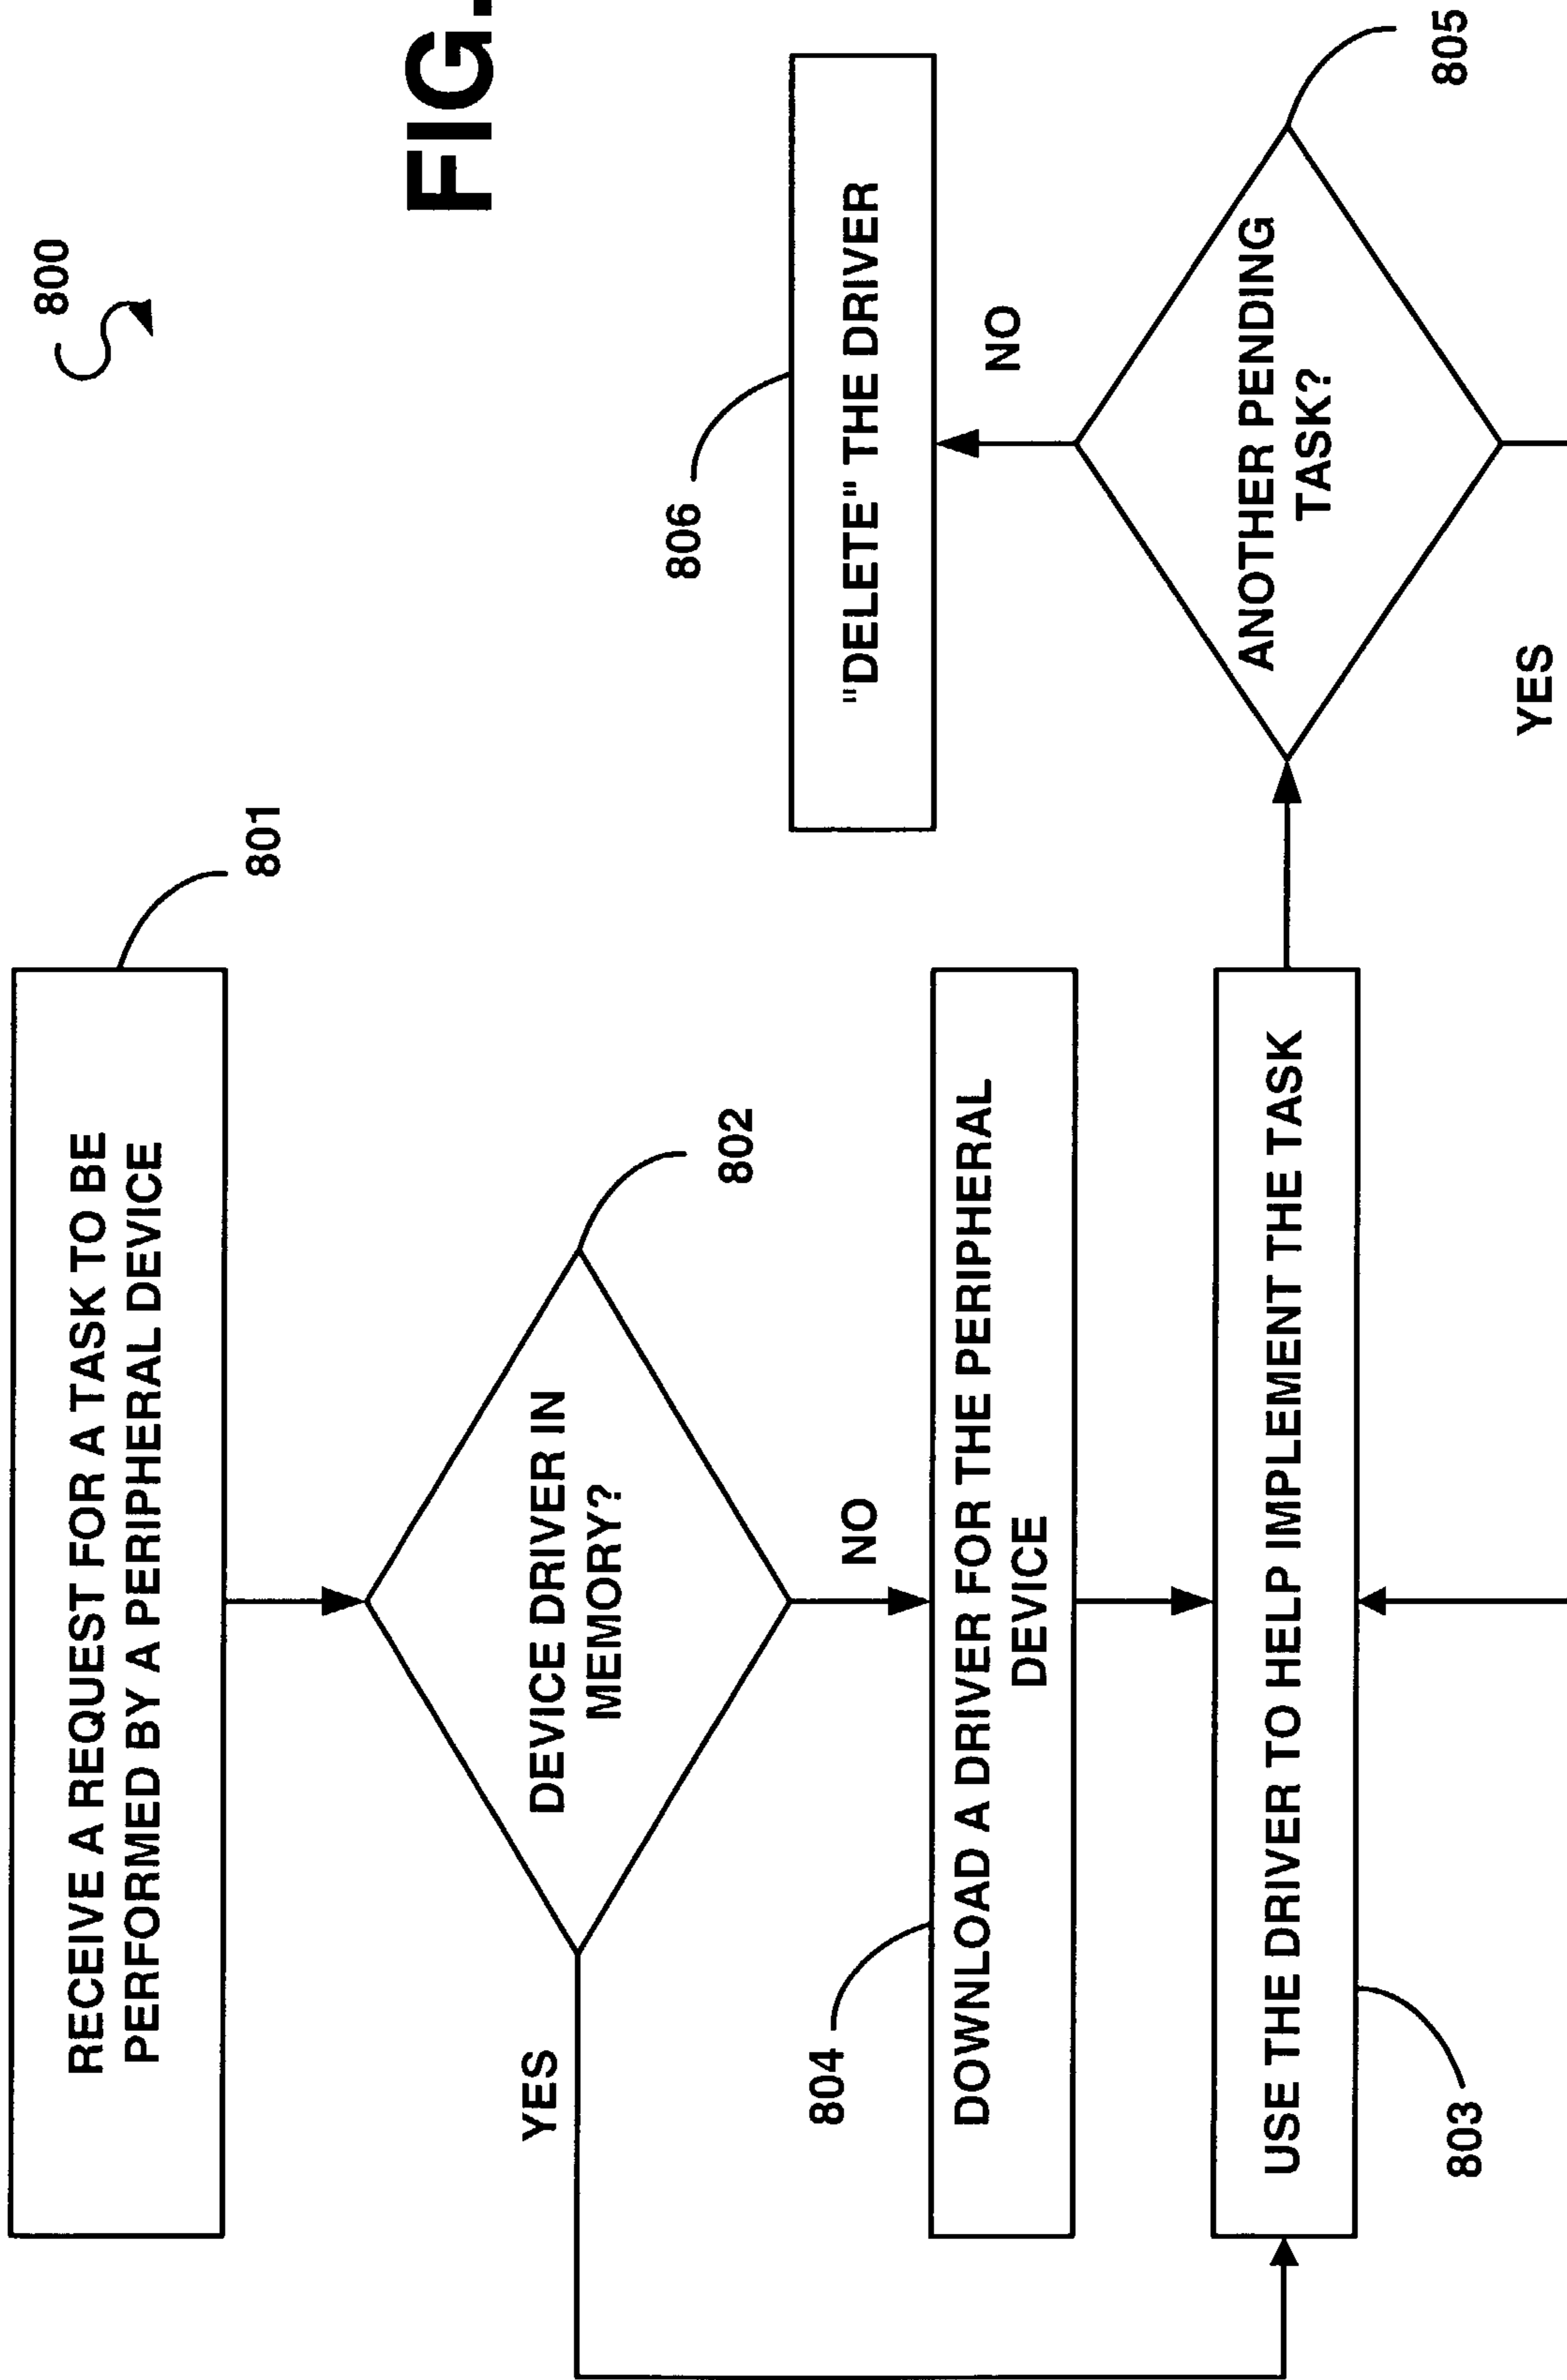 800
FIG.
RECEIVE A REQUEST FOR A TASK TO BE
PERFORMED BY A PERIPHERAL DEVICE
801
DEVICE DRIVER IN
MEMORY?
802
YES
NO
804
DOWNLOAD A DRIVER FOR THE PERIPHERAL
DEVICE
USE THE DRIVER TO HELP IMPLEMENT THE TASK
803
806
"DELETE" THE DRIVER
NO
ANOTHER PENDING
TASK?
805
YES